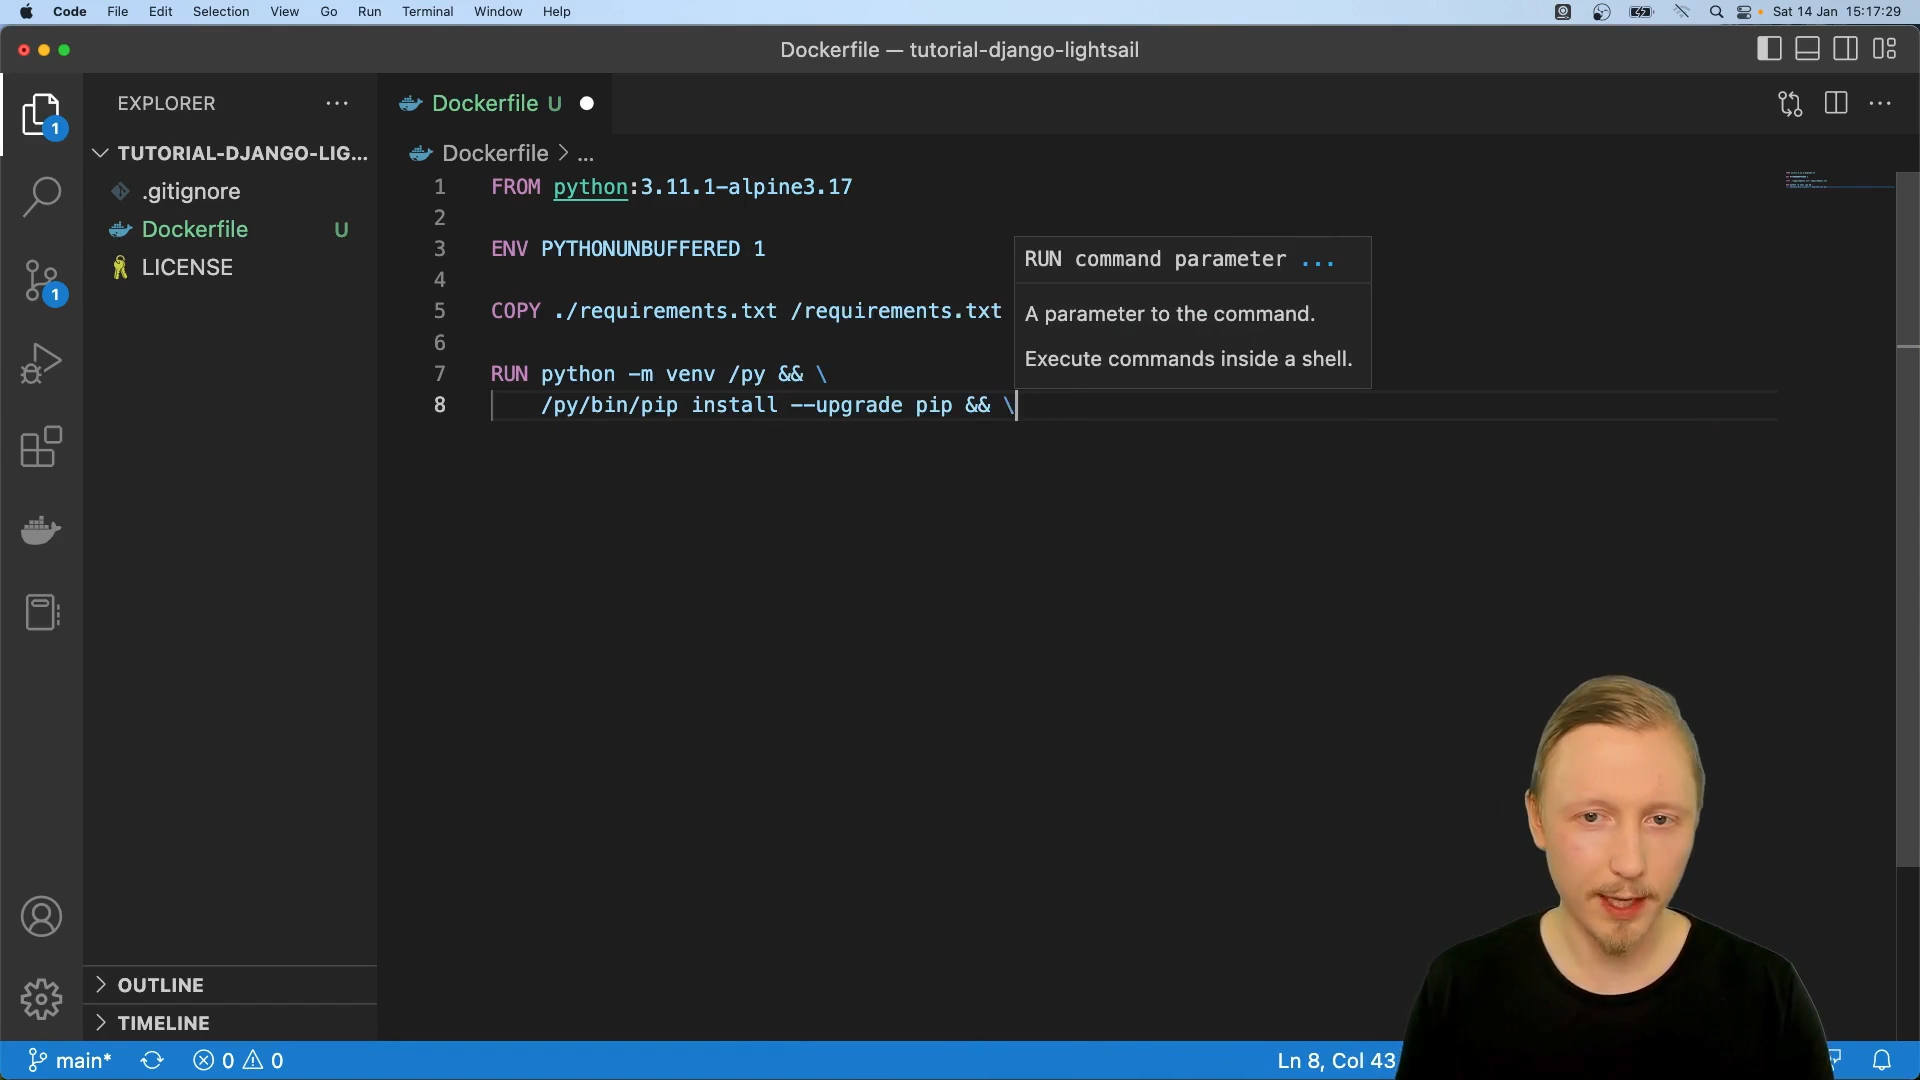 Code File Edit Selection View Go Run Terminal Window Help Sat 14 Jan 15:17:29
Dockerfile — tutorial-django-lightsail
EXPLORER
TUTORIAL-DJANGO-LIG...
.gitignore
Dockerfile U
LICENSE
OUTLINE
TIMELINE
1
1
Dockerfile U
Dockerfile > ...
1 FROM python:3.11.1-alpine3.17
2
3 ENV PYTHONUNBUFFERED 1
4
5 COPY ./requirements.txt /requirements.txt
6
7 RUN python -m venv /py && \
8 /py/bin/pip install --upgrade pip && \
RUN command parameter ...
A parameter to the command.
Execute commands inside a shell.
main* 0 0 Ln 8, Col 43